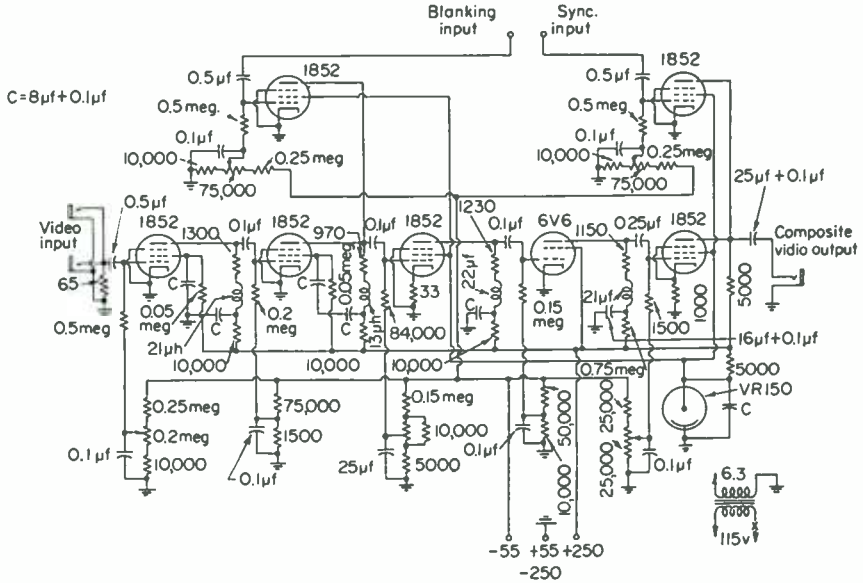 Blanking input
Sync. input
C=8µf+0.1µf
0.5µf
1852
0.5 meg.
0.1µf
10,000
0.25 meg
75,000
0.5µf
1852
0.5 meg
0.1µf
10,000
0.25 meg
75,000
25µf+0.1µf
Video input
0.5µf
1852
1300
0.1µf
1852
970
0.1µf
1852
1230
0.1µf
6V6
1150
0.25µf
1852
Composite vidio output
65
C
0.05 meg
C
0.05meg
C
33
22µf
C
0.15 meg
21µf
1500
1000
5000
0.5meg
21µh
C
0.2 meg
13µh
84,000
16µf+0.1µf
10,000
10,000
10,000
0.75meg
5000
VR150
C
0.25 meg
0.2meg
10,000
0.1µf
75,000
1500
0.1µf
0.15 meg
10,000
5000
25µf
0.1µf
50,000
10,000
25,000
25,000
0.1µf
6.3
115v
-55
+55
+250
-250